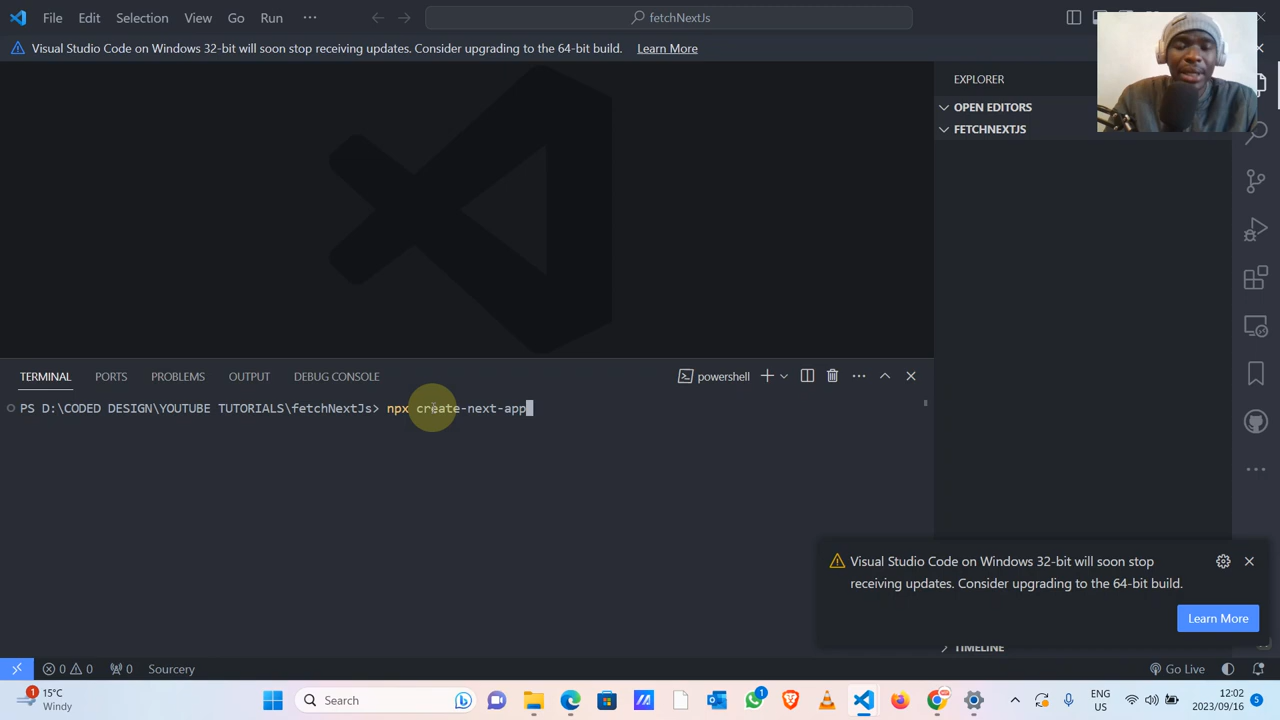 File Edit Selection View Go Run ··· fetchNextJs
Visual Studio Code on Windows 32-bit will soon stop receiving updates. Consider upgrading to the 64-bit build. Learn More
EXPLORER
OPEN EDITORS
FETCHNEXTJS
TERMINAL PORTS PROBLEMS OUTPUT DEBUG CONSOLE powershell
PS D:\CODED DESIGN\YOUTUBE TUTORIALS\fetchNextJs> npx create-next-app
Visual Studio Code on Windows 32-bit will soon stop
receiving updates. Consider upgrading to the 64-bit build.
Learn More
TIMELINE
0 0 0 Sourcery Go Live
1 15°C
Windy
Search
1
ENG
US
12:02
2023/09/16
5